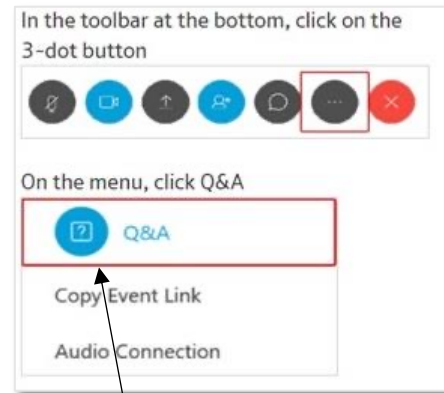 In the toolbar at the bottom, click on the
3-dot button
On the menu, click Q&A
Q&A
Copy Event Link
Audio Connection